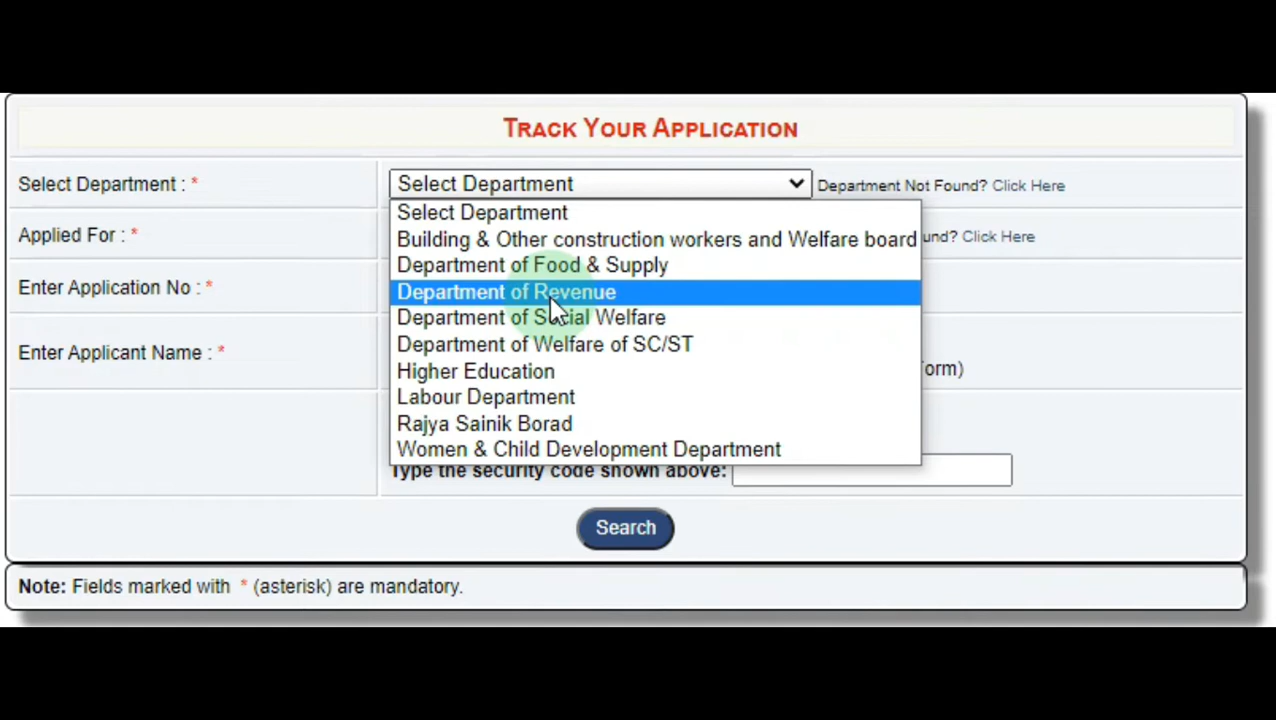 TRACK YOUR APPLICATION
Select Department : * Select Department Department Not Found? Click Here
Select Department
Applied For : * Building & Other construction workers and Welfare board und? Click Here
Department of Food & Supply
Enter Application No : * Department of Revenue
Department of Social Welfare
Enter Applicant Name : * Department of Welfare of SC/ST
Higher Education orm)
Labour Department
Rajya Sainik Borad
Women & Child Development Department
Type the security code shown above:
Search
Note: Fields marked with * (asterisk) are mandatory.